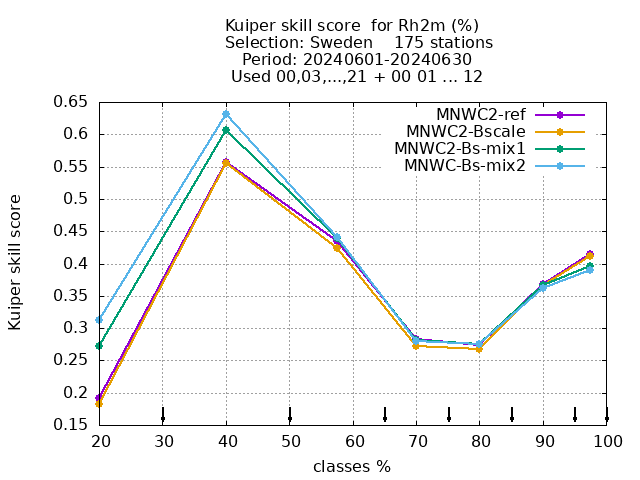 Kuiper skill score  for Rh2m (%)
Selection: Sweden    175 stations
Period: 20240601-20240630
Used 00,03,...,21 + 00 01 ... 12
MNWC2-ref
MNWC2-Bscale
MNWC2-Bs-mix1
MNWC-Bs-mix2
Kuiper skill score
0.65
0.6
0.55
0.5
0.45
0.4
0.35
0.3
0.25
0.2
0.15
20 30 40 50 60 70 80 90 100
classes %